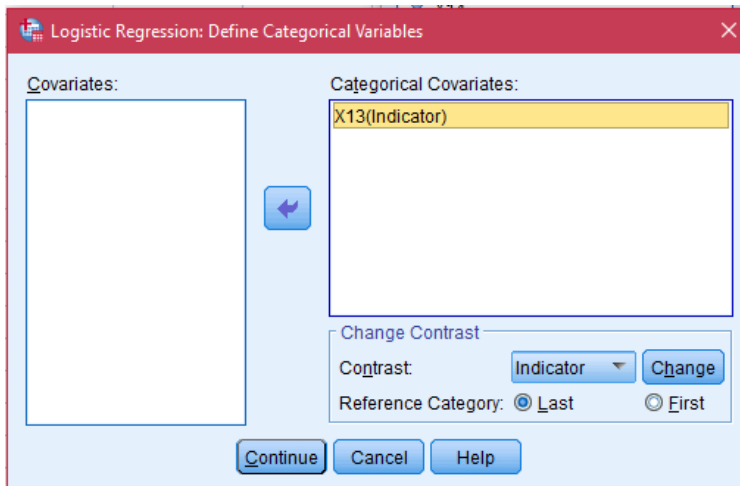 Logistic Regression: Define Categorical Variables
Covariates:
Categorical Covariates:
X13(Indicator)
Change Contrast
Contrast: Indicator Change
Reference Category: Last First
Continue Cancel Help